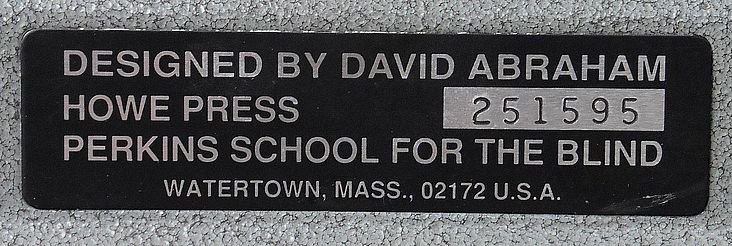 DESIGNED BY DAVID ABRAHAM
HOWE PRESS 251595
PERKINS SCHOOL FOR THE BLIND
WATERTOWN, MASS., 02172 U.S.A.